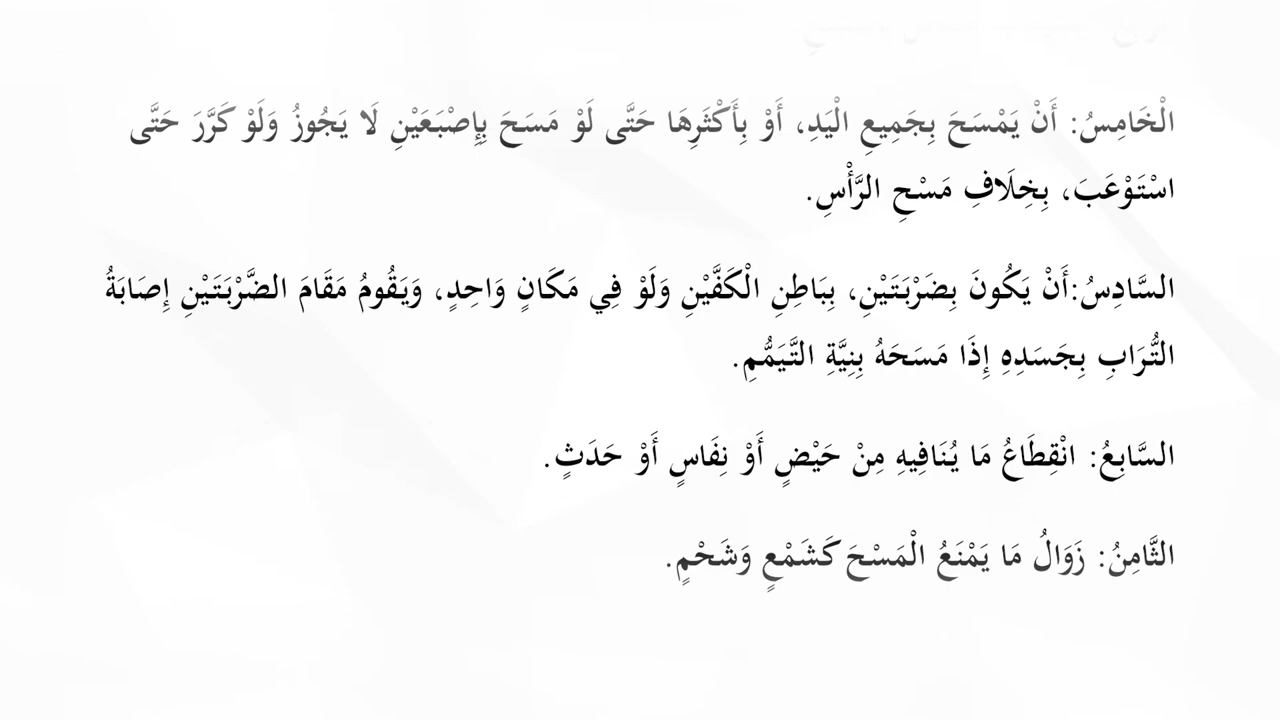 الْخَامِسُ: أَنْ يَمْسَحَ بِجَمِيعِ الْيَدِ، أَوْ بِأَكْثَرِهَا حَتَّى لَوْ مَسَحَ بِإِصْبَعَيْنِ لَا يَجُوزُ وَلَوْ كَرَّرَ حَتَّى
اسْتَوْعَبَ، بِخِلَافِ مَسْحِ الرَّأْسِ.
السَّادِسُ:أَنْ يَكُونَ بِضَرْبَتَيْنِ، بِبَاطِنِ الْكَفَّيْنِ وَلَوْ فِي مَكَانٍ وَاحِدٍ، وَيَقُومُ مَقَامَ الضَّرْبَتَيْنِ إِصَابَةُ
التُّرَابِ بِجَسَدِهِ إِذَا مَسَحَهُ بِنِيَّةِ التَّيَمُّمِ.
السَّابِعُ: انْقِطَاعُ مَا يُنَافِيهِ مِنْ حَيْضٍ أَوْ نِفَاسٍ أَوْ حَدَثٍ.
الثَّامِنُ: زَوَالُ مَا يَمْنَعُ الْمَسْحَ كَشَمْعٍ وَشَحْمٍ.